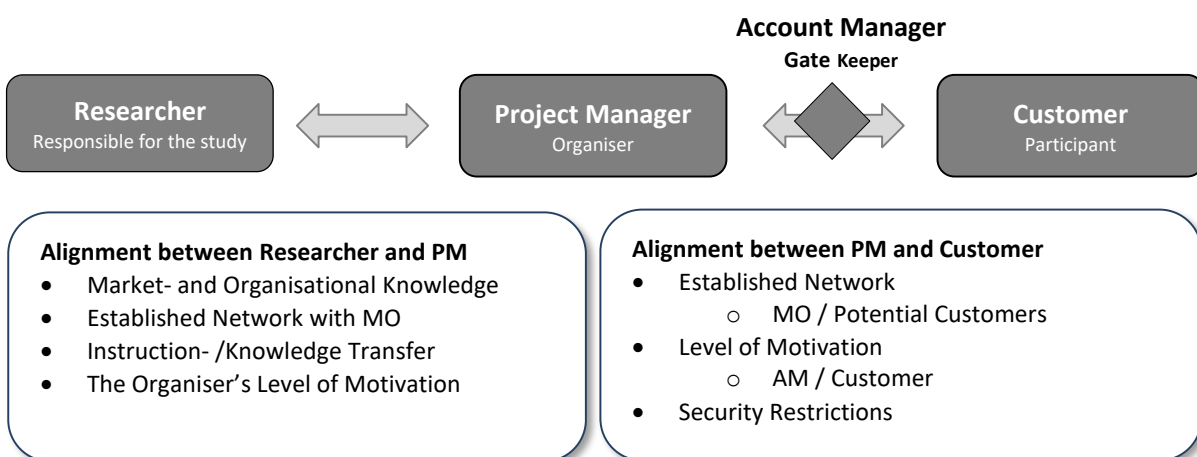 Account Manager
Gate Keeper
Researcher
Responsible for the study
Project Manager
Organiser
Customer
Participant
Alignment between Researcher and PM
• Market- and Organisational Knowledge
• Established Network with MO
• Instruction- /Knowledge Transfer
• The Organiser's Level of Motivation
Alignment between PM and Customer
• Established Network
o MO / Potential Customers
• Level of Motivation
o AM / Customer
• Security Restrictions